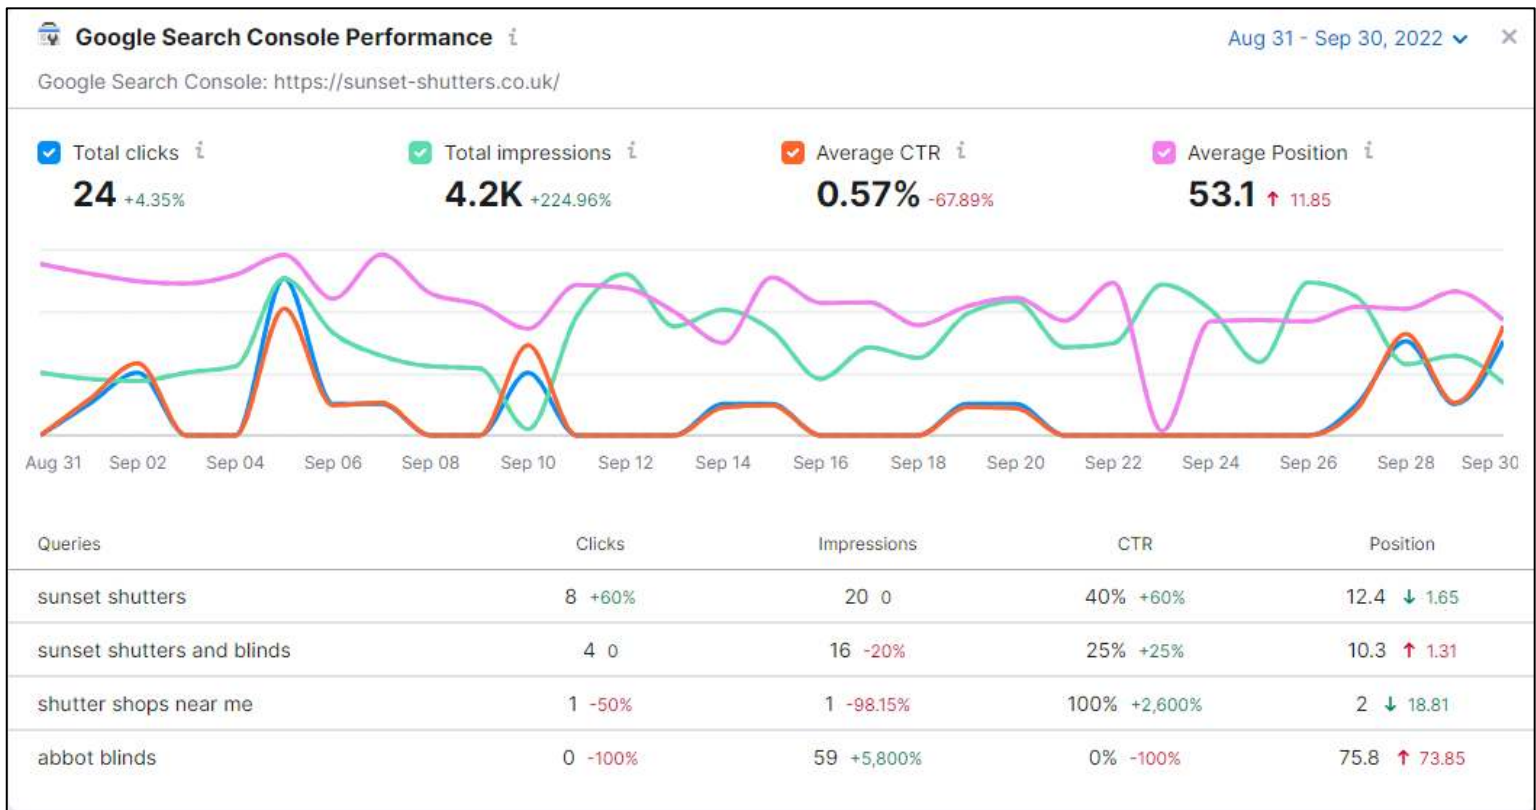 Google Search Console Performance i Aug 31 - Sep 30, 2022
Google Search Console: https://sunset-shutters.co.uk/
Total clicks i Total impressions i Average CTR i Average Position i
24 +4.35% 4.2K +224.96% 0.57% -67.89% 53.1 ↑ 11.85
Aug 31 Sep 02 Sep 04 Sep 06 Sep 08 Sep 10 Sep 12 Sep 14 Sep 16 Sep 18 Sep 20 Sep 22 Sep 24 Sep 26 Sep 28 Sep 30
Queries Clicks Impressions CTR Position
sunset shutters 8 +60% 20 0 40% +60% 12.4 ↓ 1.65
sunset shutters and blinds 4 0 16 -20% 25% +25% 10.3 ↑ 1.31
shutter shops near me 1 -50% 1 -98.15% 100% +2,600% 2 ↓ 18.81
abbot blinds 0 -100% 59 +5,800% 0% -100% 75.8 ↑ 73.85